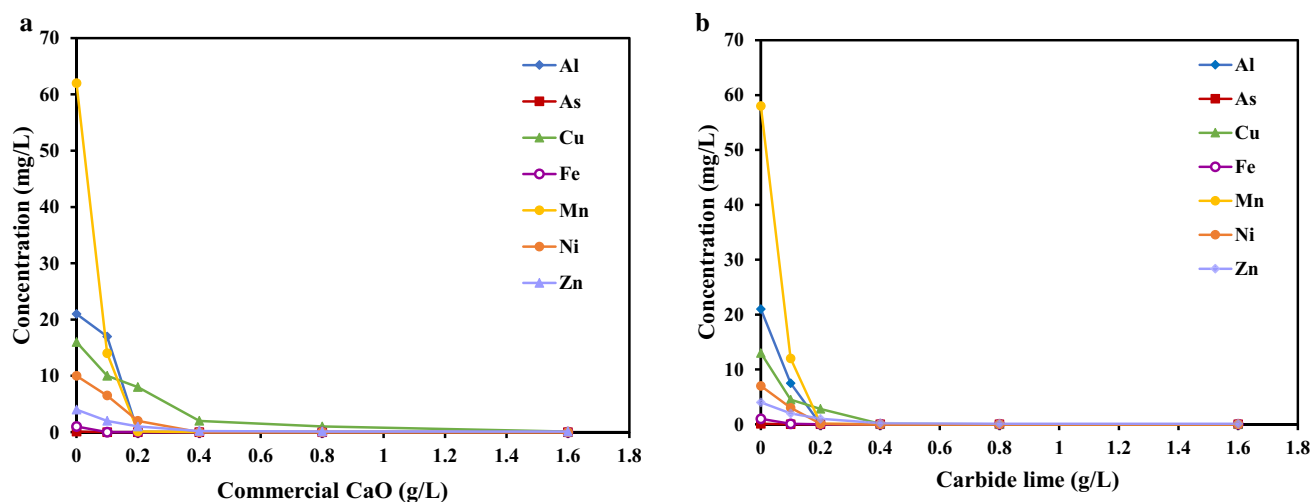 a
70
60
50
40
30
20
10
0
Concentration (mg/L)
Al
As
Cu
Fe
Mn
Ni
Zn
0 0.2 0.4 0.6 0.8 1 1.2 1.4 1.6 1.8
Commercial CaO (g/L)
b
70
60
50
40
30
20
10
0
Concentration (mg/L)
Al
As
Cu
Fe
Mn
Ni
Zn
0 0.2 0.4 0.6 0.8 1 1.2 1.4 1.6 1.8
Carbide lime (g/L)